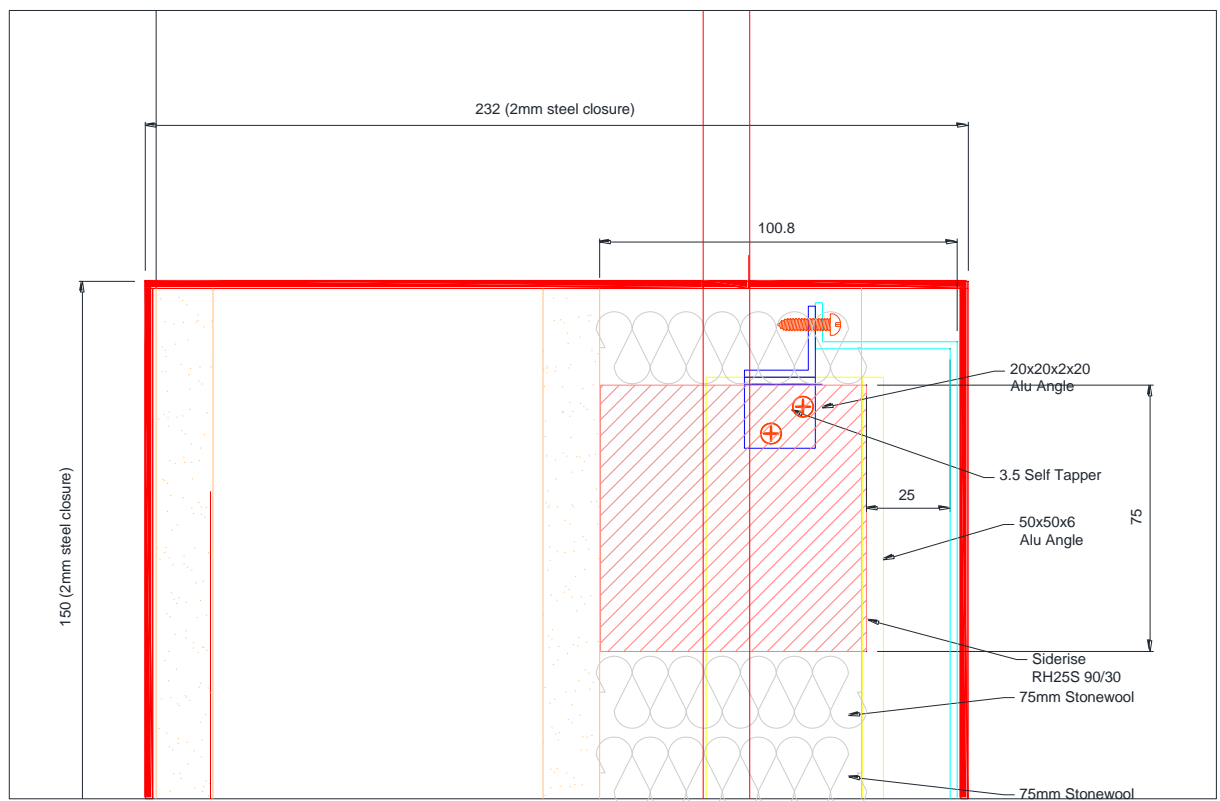 232 (2mm steel closure)
100.8
20x20x2x20
Alu Angle
3.5 Self Tapper
25
50x50x6
Alu Angle
75
150 (2mm steel closure)
Siderise
RH25S 90/30
75mm Stonewool
75mm Stonewool